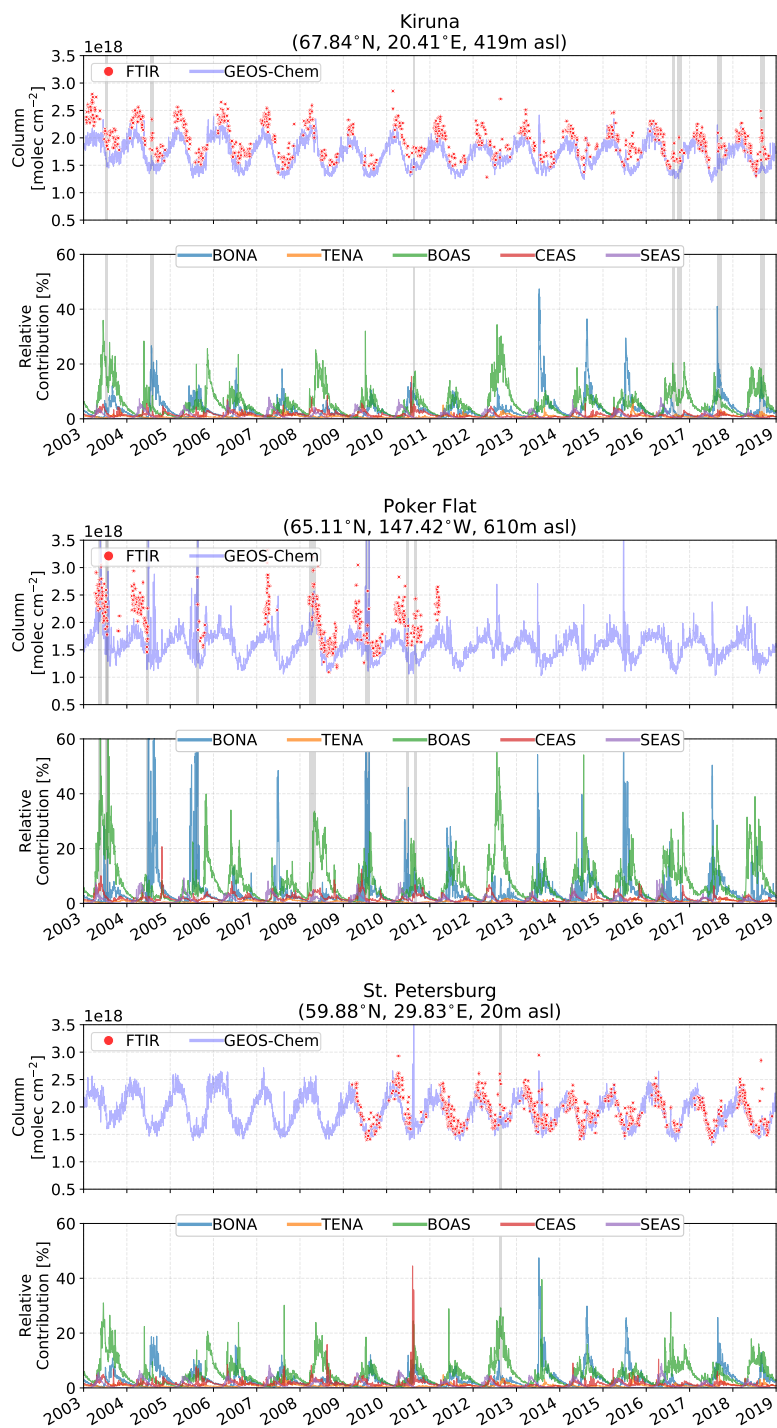 Kiruna
(67.84°N, 20.41°E, 419m asl)
1e18
FTIR GEOS-Chem
Column
[molec cm⁻²]
3.5
3.0
2.5
2.0
1.5
1.0
0.5
BONA TENA BOAS CEAS SEAS
Relative
Contribution [%]
60
40
20
0
2003 2004 2005 2006 2007 2008 2009 2010 2011 2012 2013 2014 2015 2016 2017 2018 2019
Poker Flat
(65.11°N, 147.42°W, 610m asl)
1e18
FTIR GEOS-Chem
Column
[molec cm⁻²]
3.5
3.0
2.5
2.0
1.5
1.0
0.5
BONA TENA BOAS CEAS SEAS
Relative
Contribution [%]
60
40
20
0
2003 2004 2005 2006 2007 2008 2009 2010 2011 2012 2013 2014 2015 2016 2017 2018 2019
St. Petersburg
(59.88°N, 29.83°E, 20m asl)
1e18
FTIR GEOS-Chem
Column
[molec cm⁻²]
3.5
3.0
2.5
2.0
1.5
1.0
0.5
BONA TENA BOAS CEAS SEAS
Relative
Contribution [%]
60
40
20
0
2003 2004 2005 2006 2007 2008 2009 2010 2011 2012 2013 2014 2015 2016 2017 2018 2019